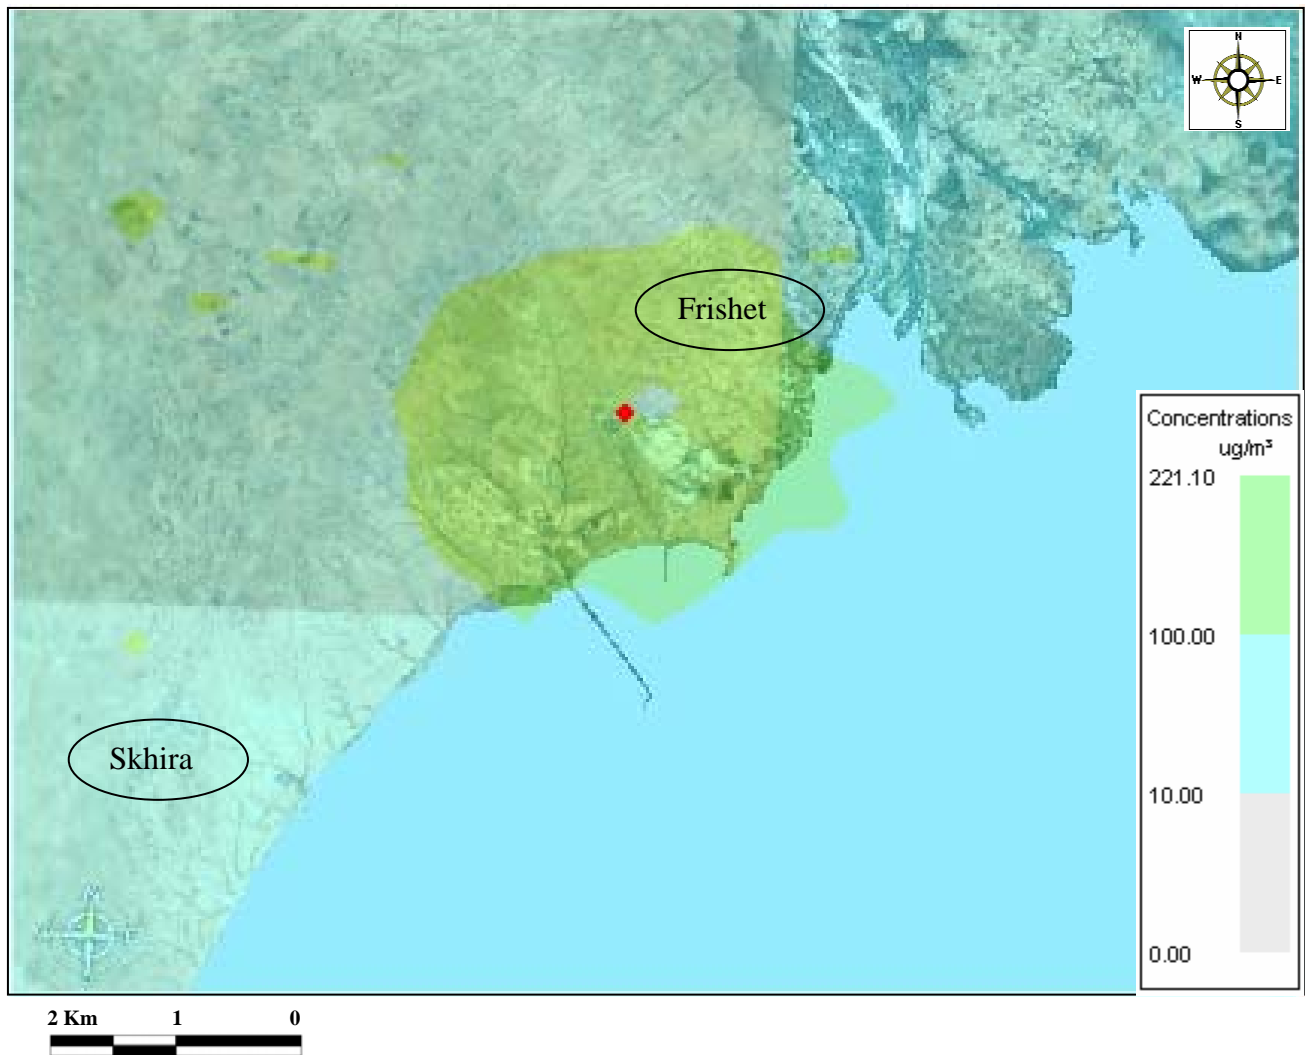 N
W E
S
Frishet
Concentrations
ug/m³
221.10
100.00
10.00
0.00
Skhira
2 Km 1 0